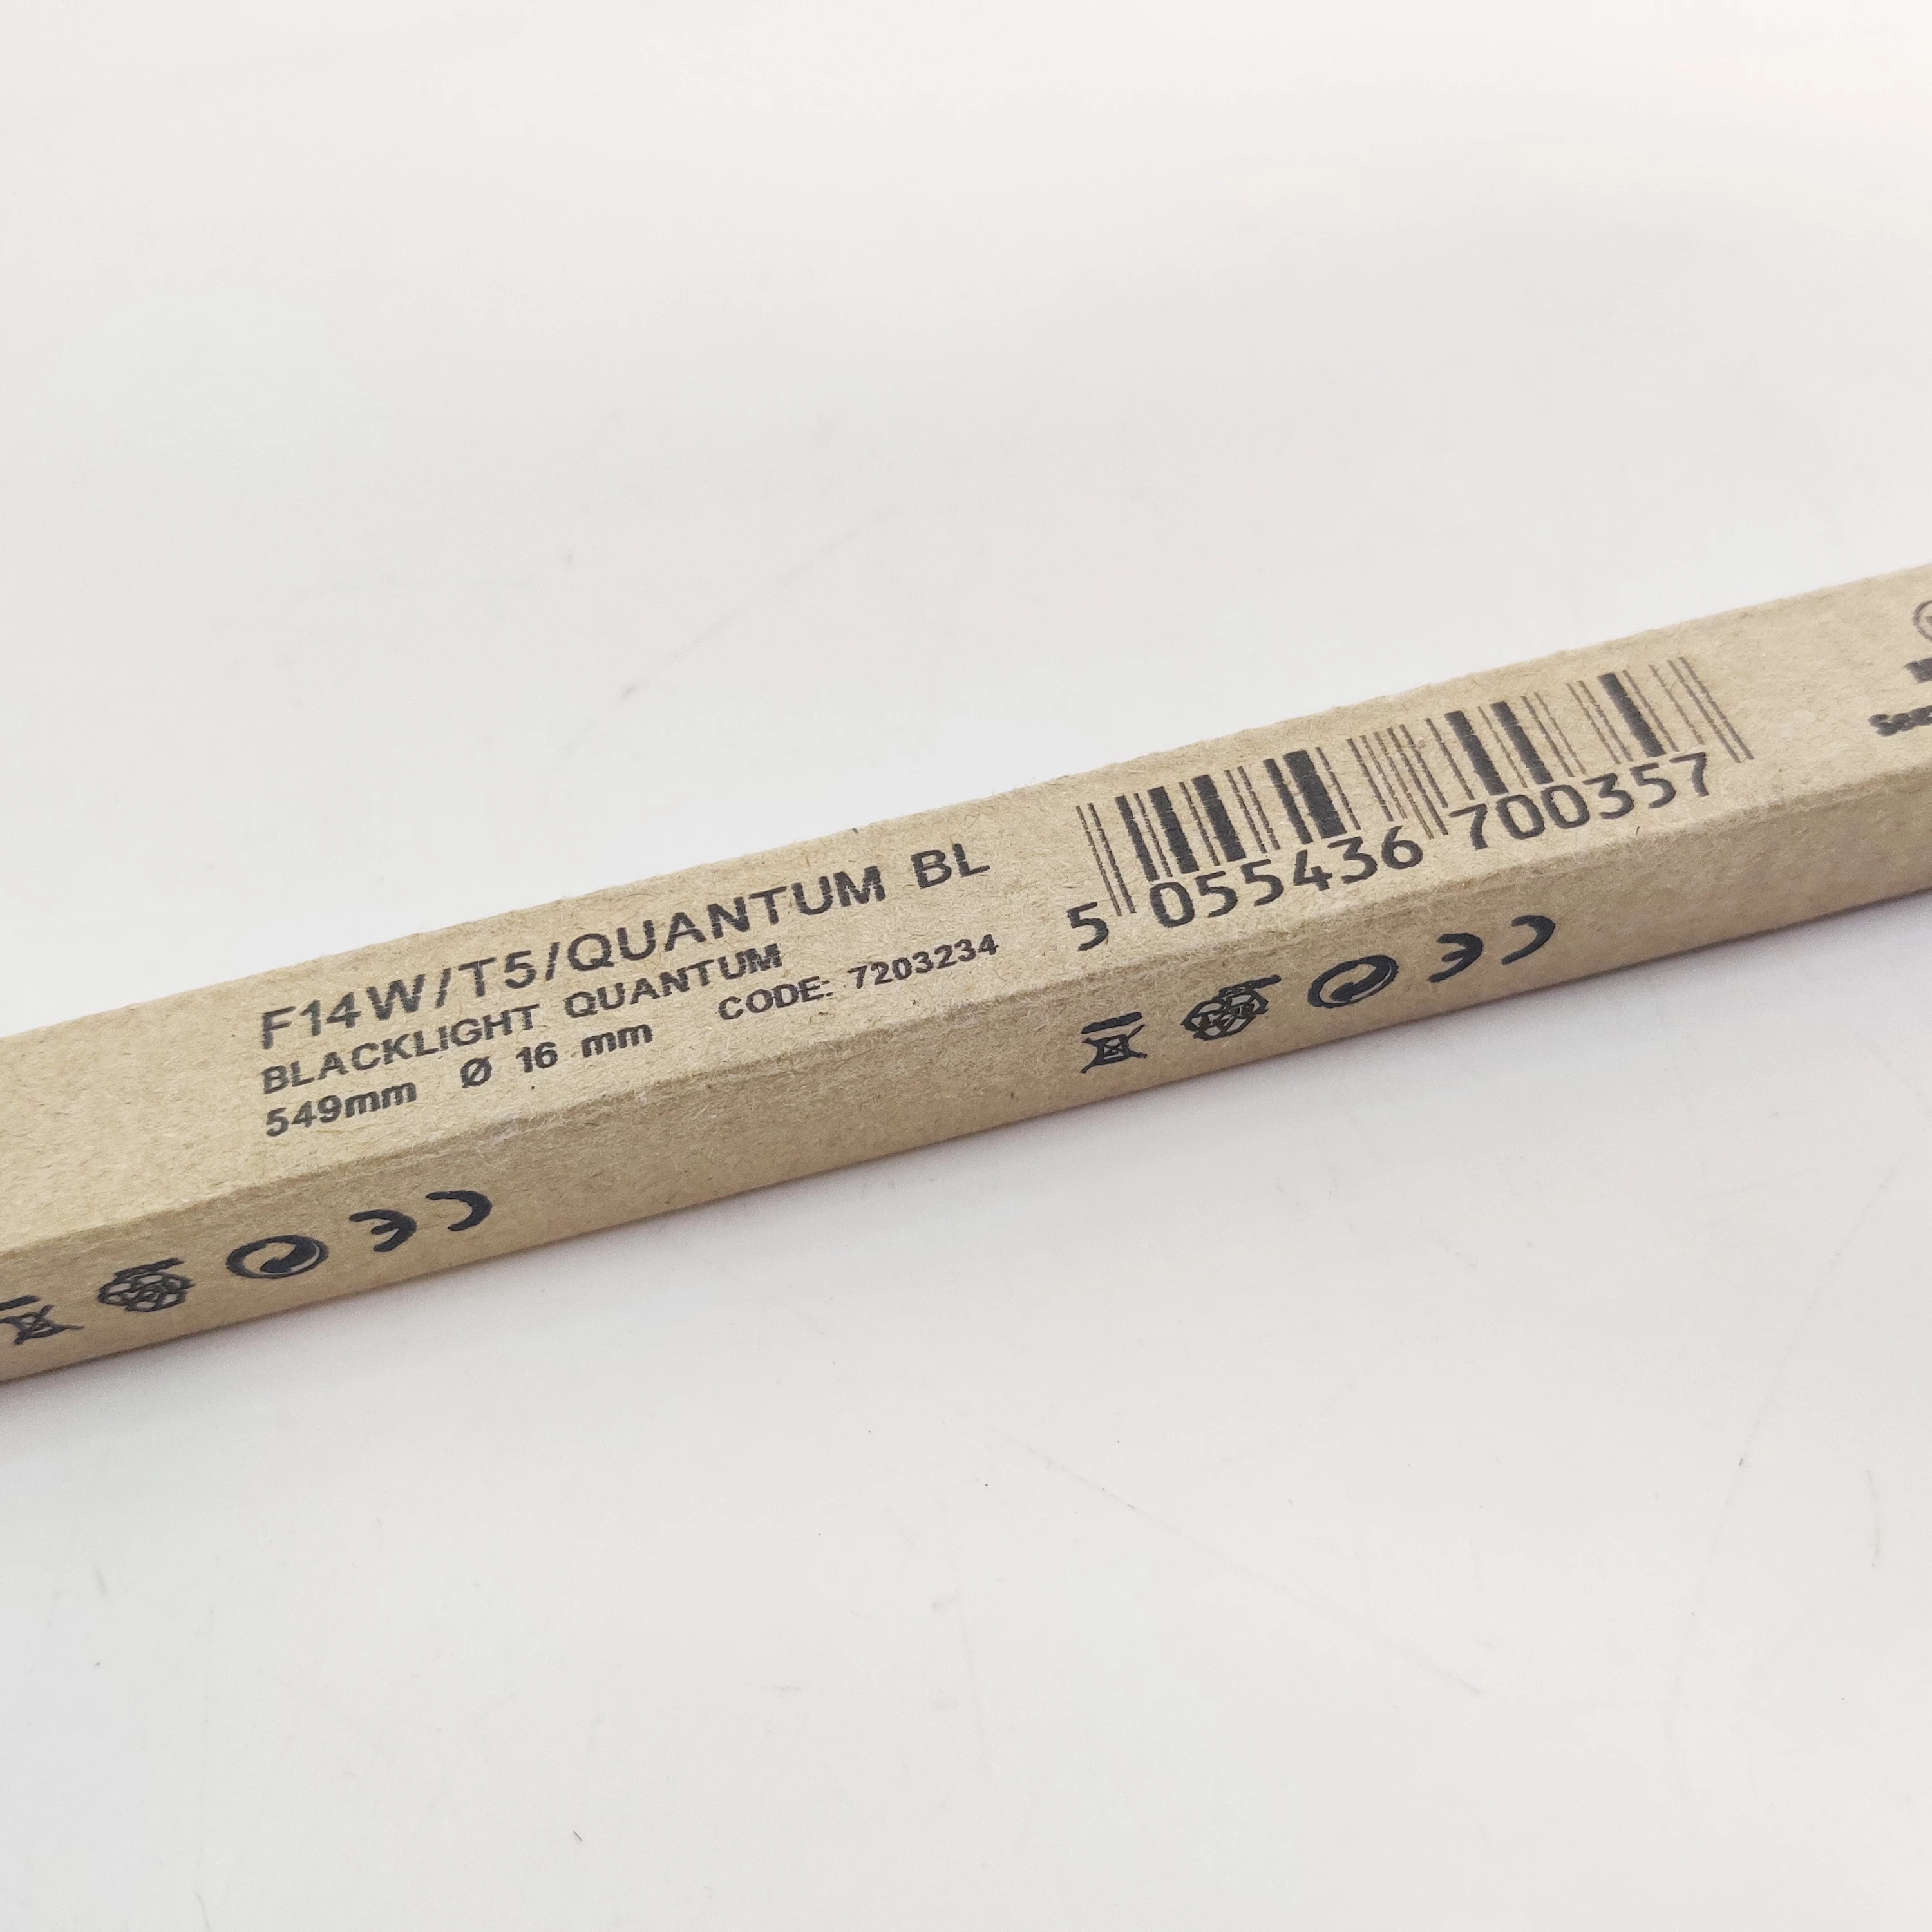 F14W/T5/QUANTUM BL
BLACKLIGHT QUANTUM
549mm Ø 16 mm CODE: 7203234
5 055436 700357